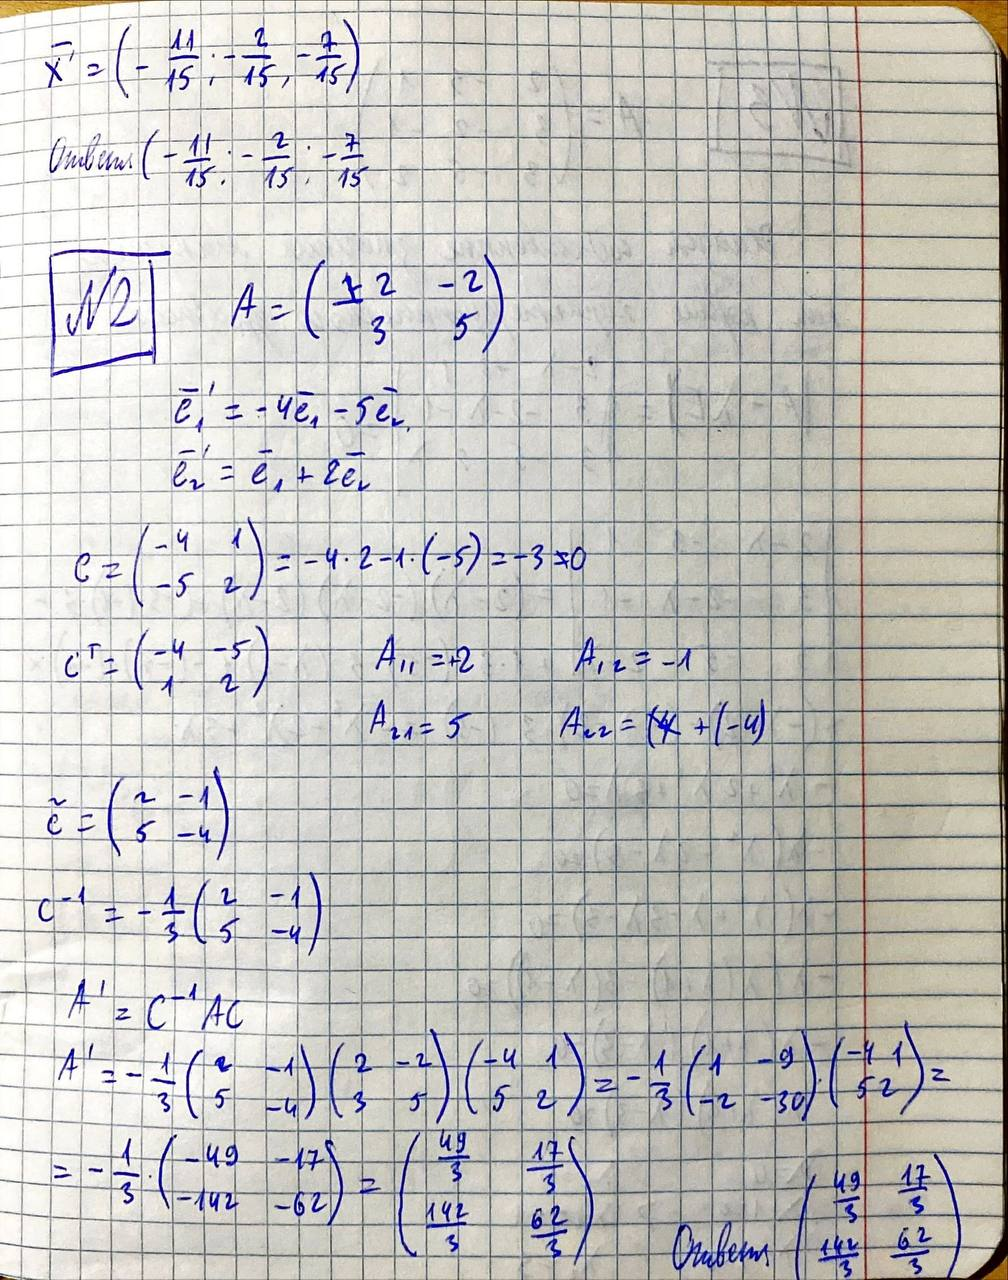 x̄' = (-11/15; -2/15, -7/15)
Ответ (-11/15; -2/15; -7/15
N2 A = (2 -2; 3 5)
ē₁' = -4ē₁ - 5ē₂
ē₂' = ē₁ + 2ē₂
C = (-4 1; -5 2) = -4·2-1·(-5) = -3 ≠0
Cᵀ = (-4 -5; 1 2) A₁₁ = +2 A₁₂ = -1
A₂₁ = 5 A₂₂ = +(-4)
C̃ = (2 -1; 5 -4)
C⁻¹ = -1/3 (2 -1; 5 -4)
A' = C⁻¹AC
A' = -1/3 (2 -1; 5 -4) (2 -2; 3 5) (-4 1; 5 2) = -1/3 (1 -9; -2 -30)·(-4 1; 5 2) =
= -1/3 · (-49 -17; -142 -62) = (49/3 17/3; 142/3 62/3)
Ответ (49/3 17/3; 142/3 62/3)